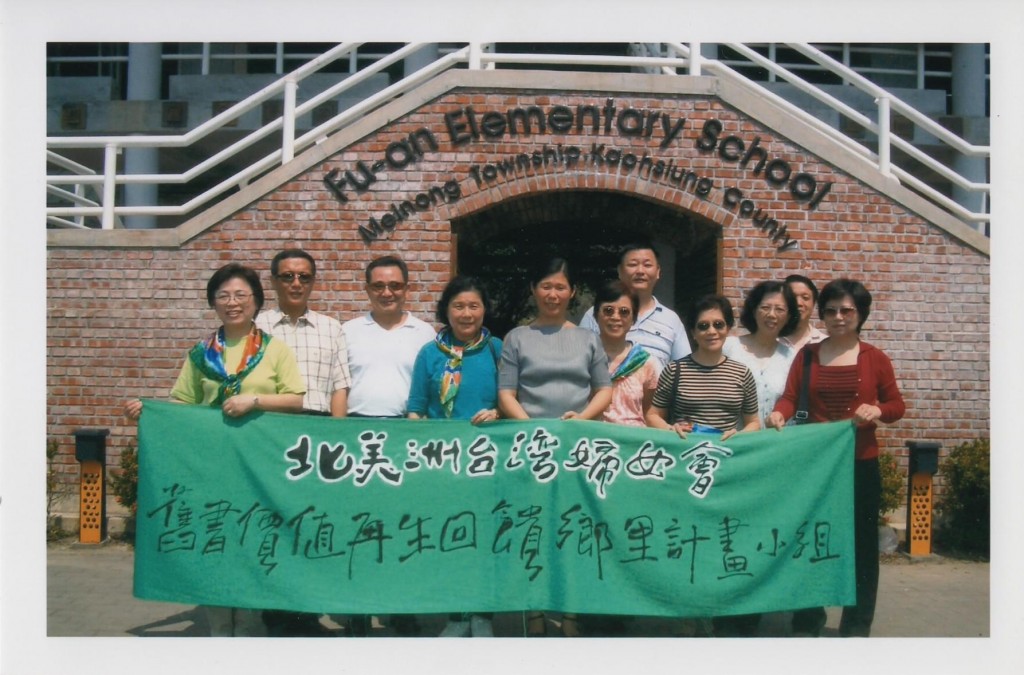 Fu-an Elementary School
Meinong Township, Kaohsiung County
北美洲台湾婦女會
舊書價值再生回饋鄉里計畫小組